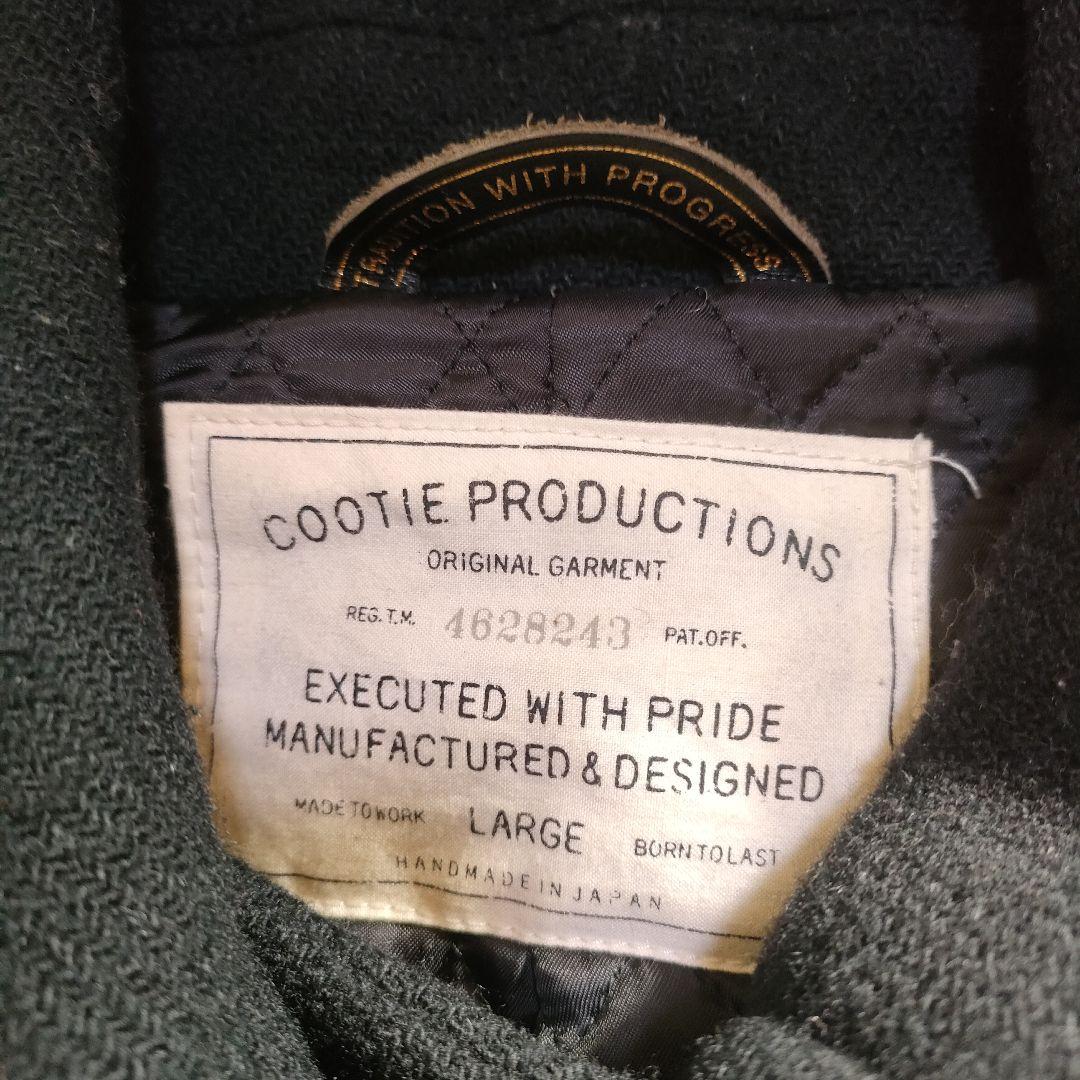 TRADITION WITH PROGRESS
COOTIE PRODUCTIONS
ORIGINAL GARMENT
REG. T.M. 4628243 PAT. OFF.
EXECUTED WITH PRIDE
MANUFACTURED & DESIGNED
MADE TO WORK LARGE BORN TO LAST
HANDMADE IN JAPAN